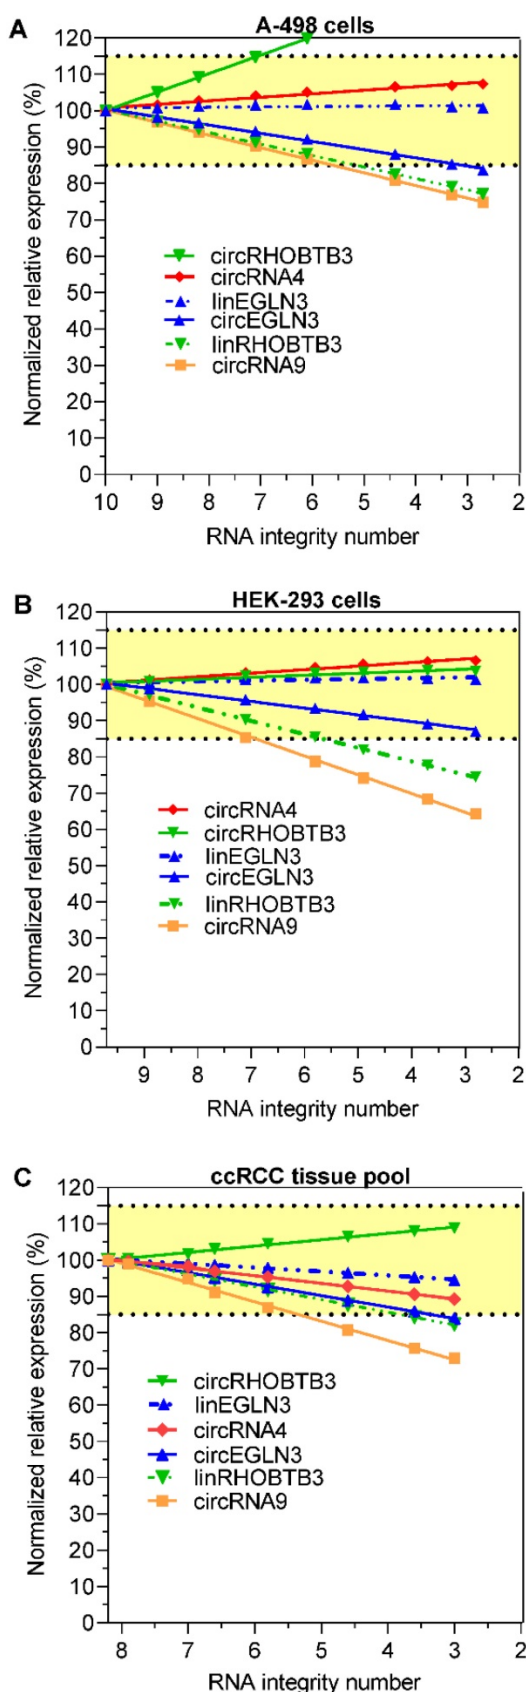 A
A-498 cells
Normalized relative expression (%)
120
110
100
90
80
70
60
50
40
30
20
10
0
circRHOBTB3
circRNA4
linEGLN3
circEGLN3
linRHOBTB3
circRNA9
10 9 8 7 6 5 4 3 2
RNA integrity number
B
HEK-293 cells
Normalized relative expression (%)
120
110
100
90
80
70
60
50
40
30
20
10
0
circRNA4
circRHOBTB3
linEGLN3
circEGLN3
linRHOBTB3
circRNA9
9 8 7 6 5 4 3 2
RNA integrity number
C
ccRCC tissue pool
Normalized relative expression (%)
120
110
100
90
80
70
60
50
40
30
20
10
0
circRHOBTB3
linEGLN3
circRNA4
circEGLN3
linRHOBTB3
circRNA9
8 7 6 5 4 3 2
RNA integrity number